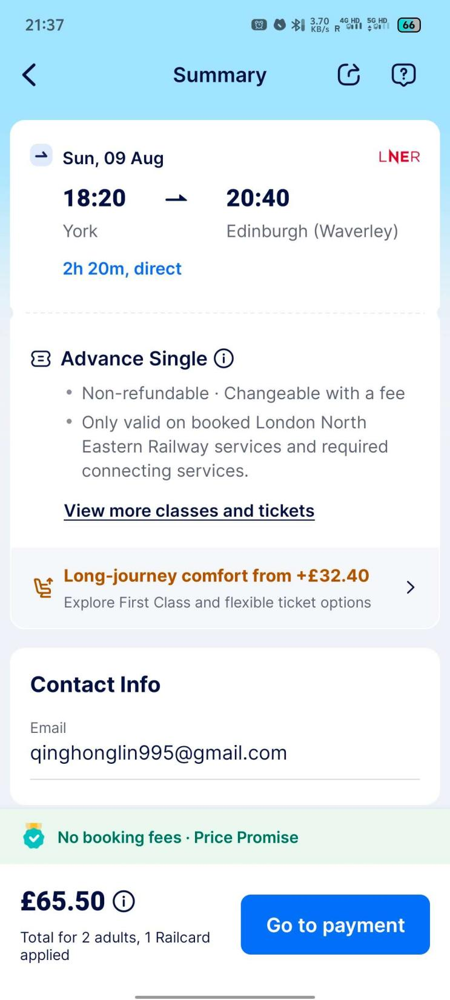 21:37
3.70 KB/s R 4G HD 5G HD 66
Summary
Sun, 09 Aug
LNER
18:20 20:40
York Edinburgh (Waverley)
2h 20m, direct
Advance Single
• Non-refundable · Changeable with a fee
• Only valid on booked London North
Eastern Railway services and required
connecting services.
View more classes and tickets
Long-journey comfort from +£32.40
Explore First Class and flexible ticket options
Contact Info
Email
qinghonglin995@gmail.com
No booking fees · Price Promise
£65.50
Go to payment
Total for 2 adults, 1 Railcard
applied